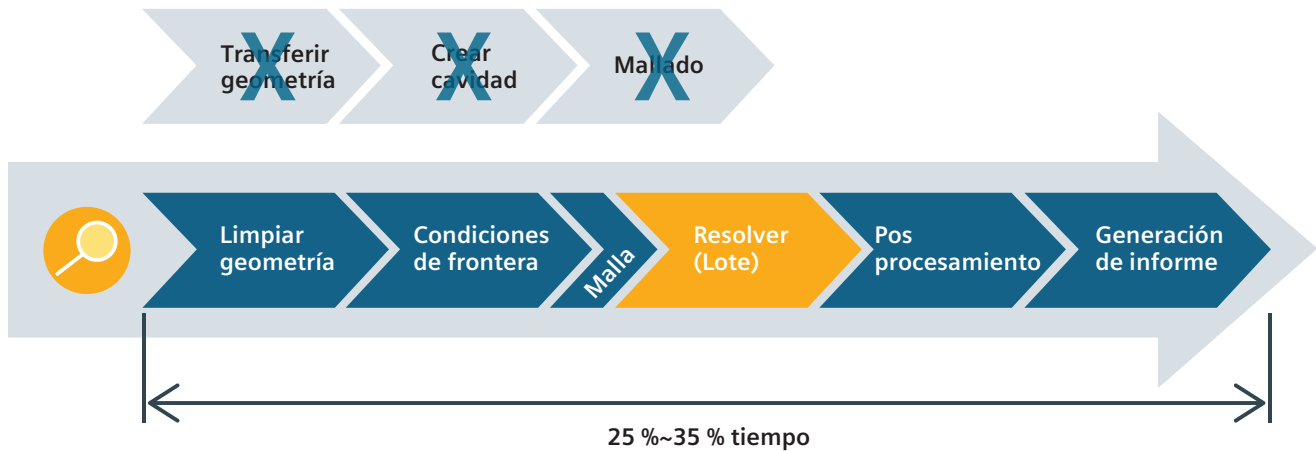 Transferir
geometría
X
Crear
cavidad
X
Mallado
X
Limpiar
geometría
Condiciones
de frontera
Malla
Resolver
(Lote)
Pos
procesamiento
Generación
de informe
25 %~35 % tiempo